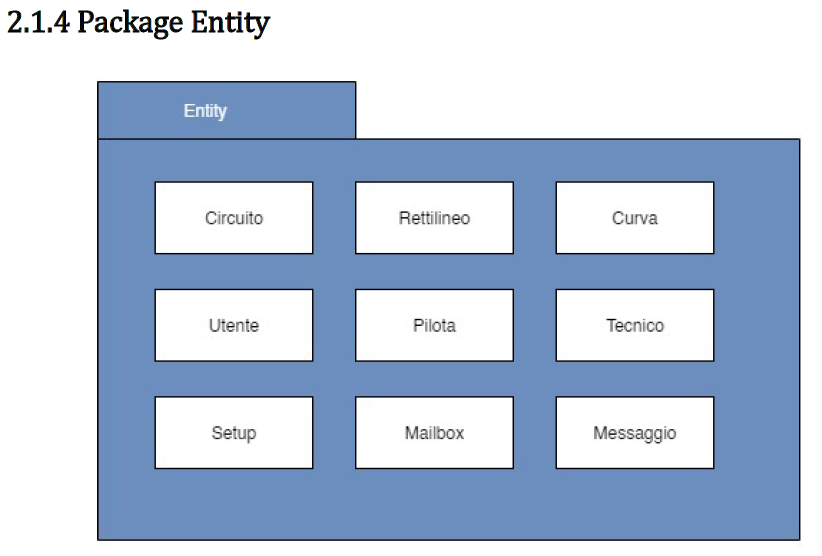 2.1.4 Package Entity
Entity
Circuito
Rettilineo
Curva
Utente
Pilota
Tecnico
Setup
Mailbox
Messaggio